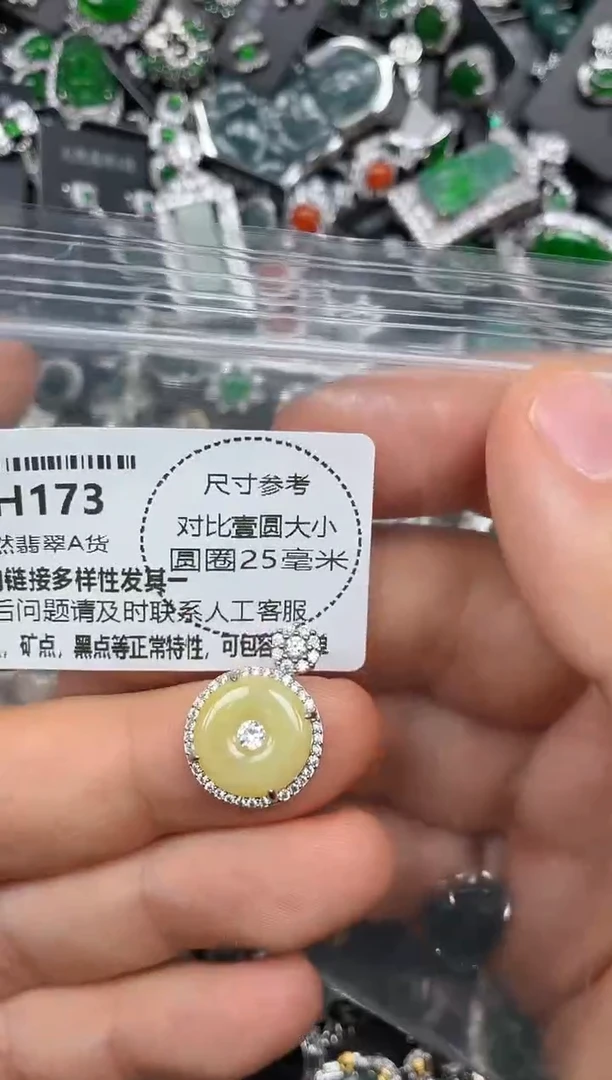 H173
尺寸参考
对比壹圆大小
圆圈25毫米
然翡翠A货
链接多样性发其一
后问题请及时联系人工客服
，矿点，黑点等正常特性，可包容
单